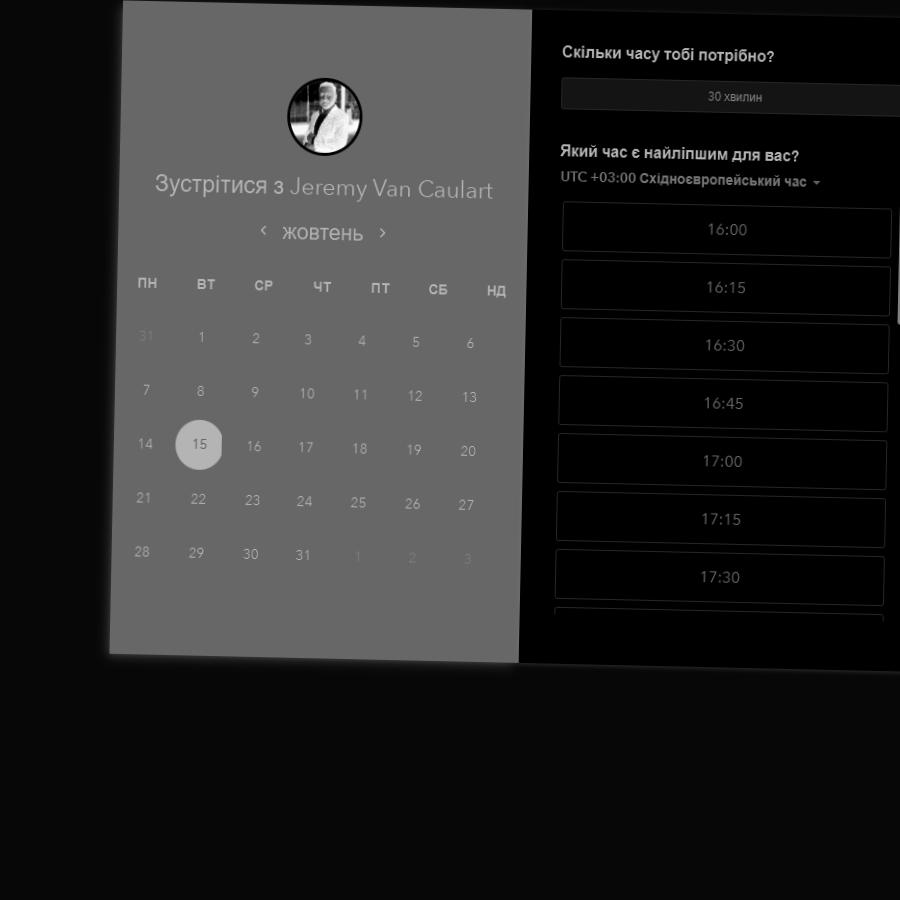 Зустрітися з Jeremy Van Caulart
жовтень
ПН ВТ СР ЧТ ПТ СБ НД
31 1 2 3 4 5 6
7 8 9 10 11 12 13
14 15 16 17 18 19 20
21 22 23 24 25 26 27
28 29 30 31 1 2 3
Скільки часу тобі потрібно?
30 хвилин
Який час є найліпшим для вас?
UTC +03:00 Східноєвропейський час
16:00
16:15
16:30
16:45
17:00
17:15
17:30